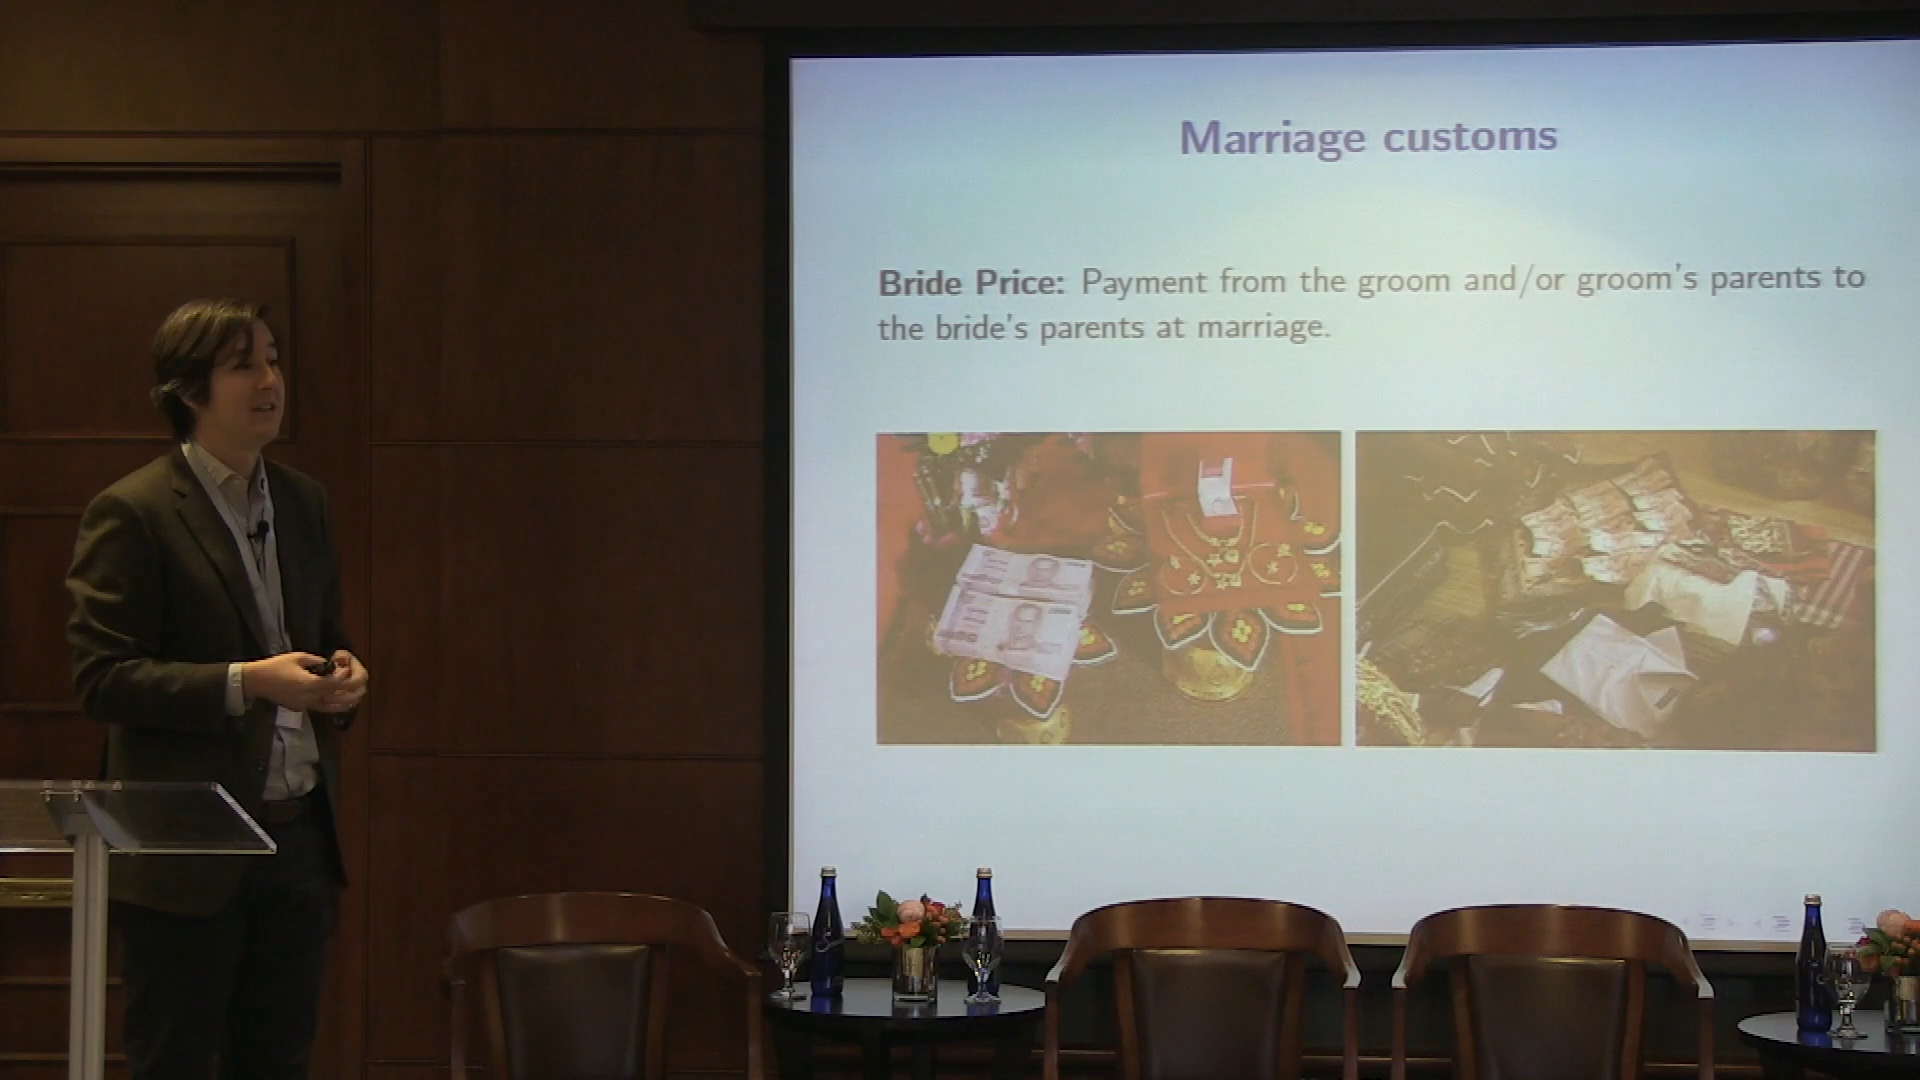 Marriage customs
Bride Price: Payment from the groom and/or groom's parents to
the bride's parents at marriage.